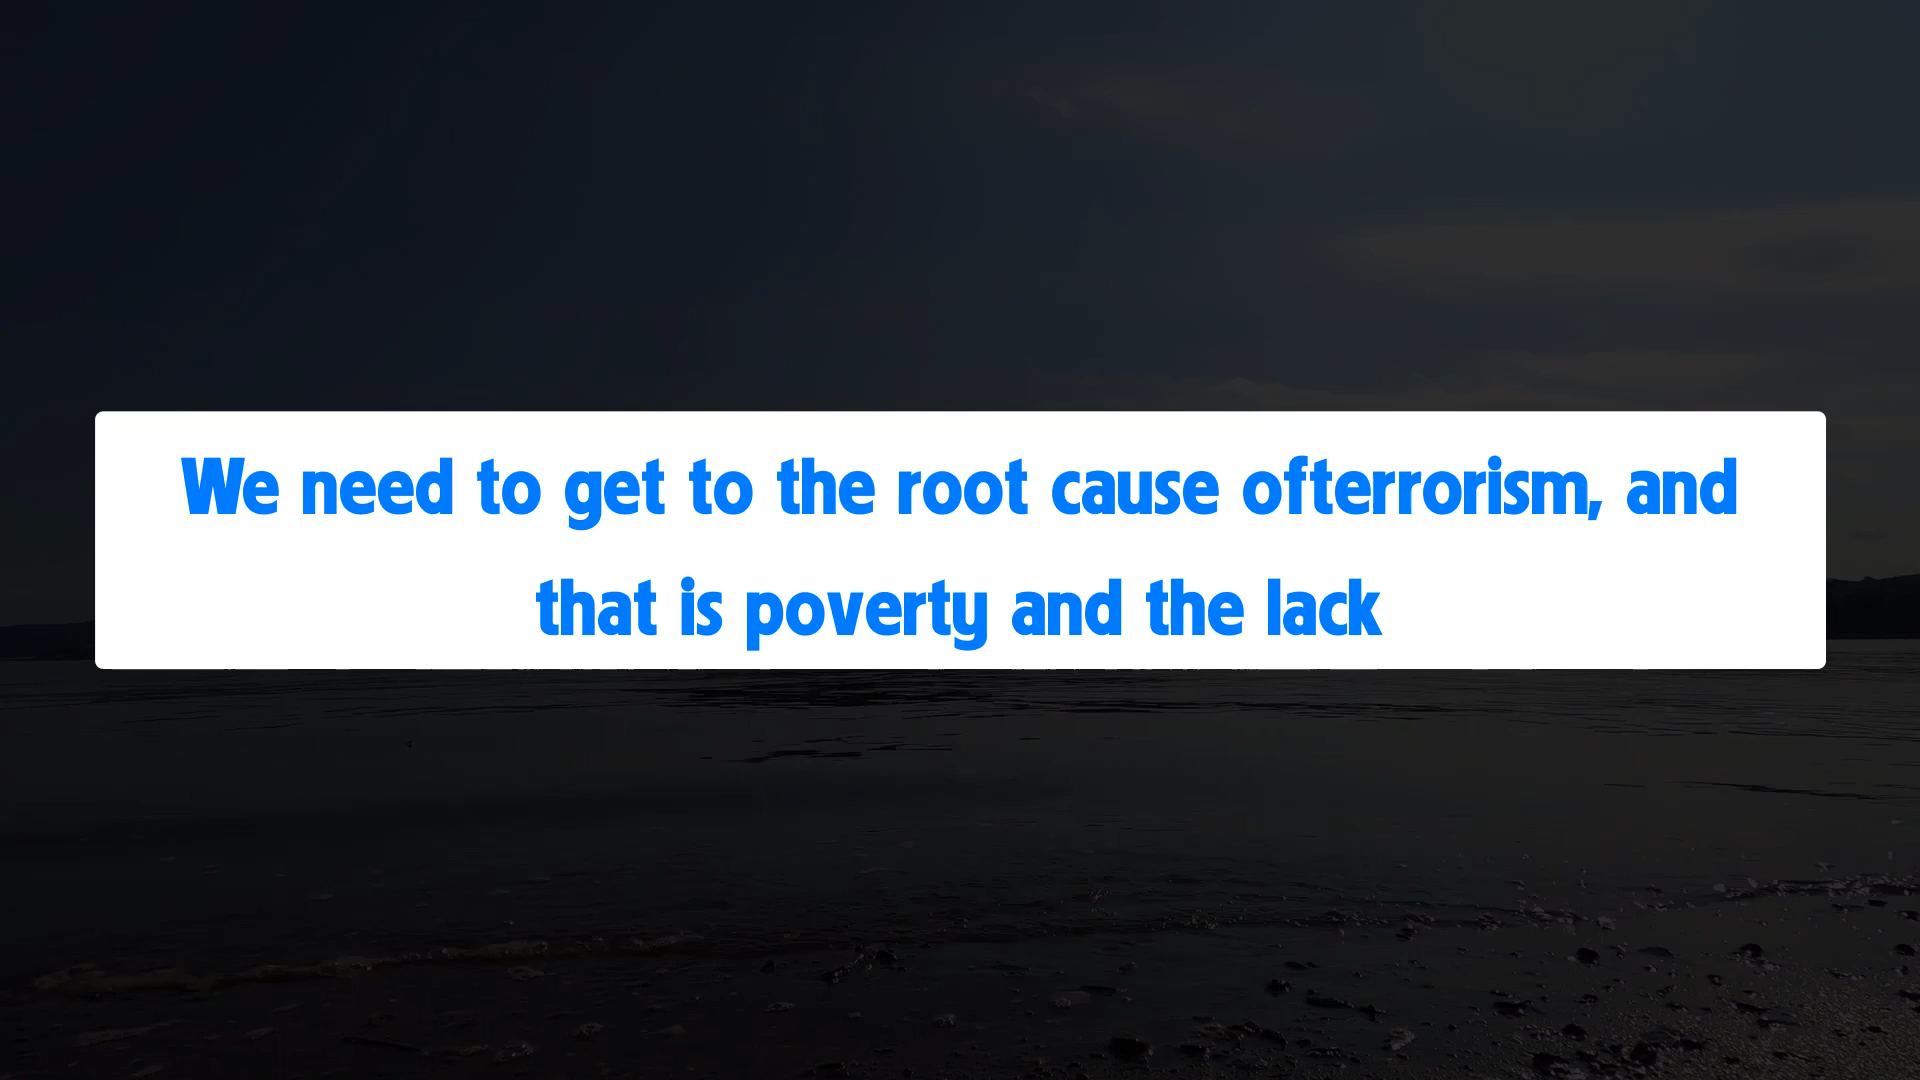 We need to get to the root cause ofterrorism, and
that is poverty and the lack